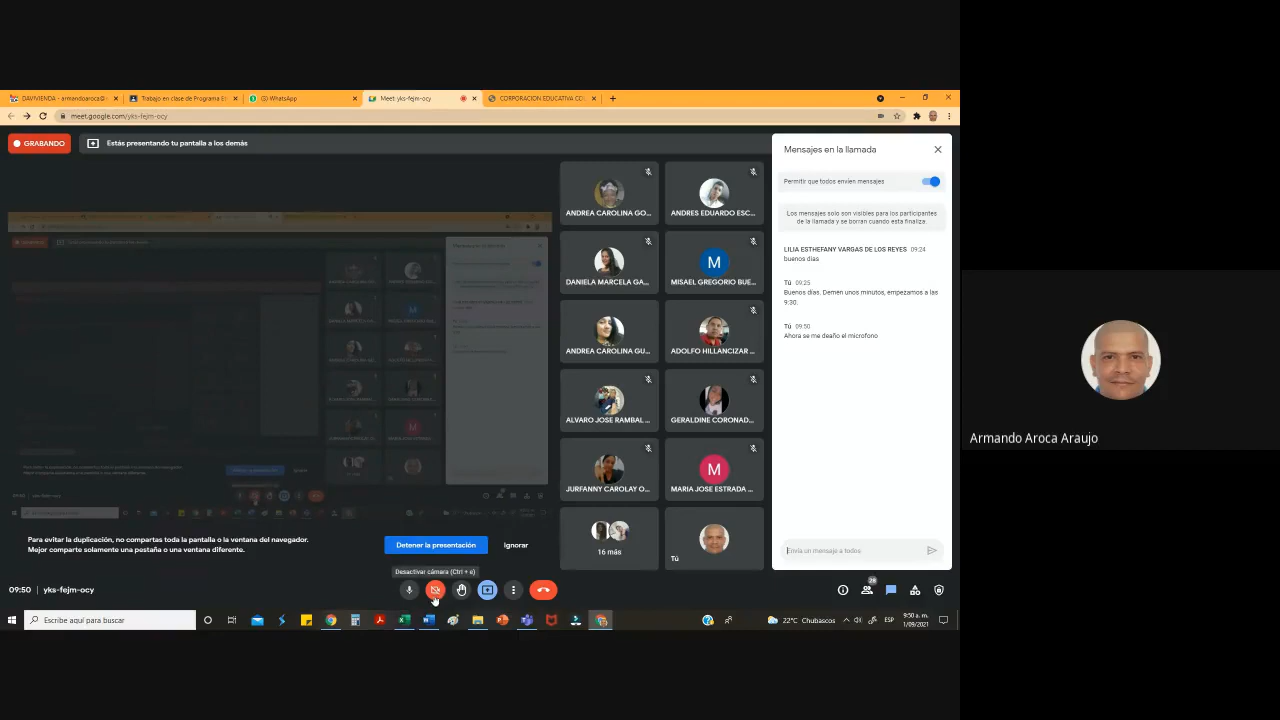 DAVIVIENDA - armandoaroca@
Trabajo en clase de Programa Es
WhatsApp
Meet: yks-fejm-ocy
CORPORACION EDUCATIVA
meet.google.com/yks-fejm-ocy
GRABANDO
Estás presentando tu pantalla a los demás
ANDREA CAROLINA GO...
ANDRES EDUARDO ESC...
DANIELA MARCELA GA...
M
MISAEL GREGORIO BUE...
ANDREA CAROLINA GU...
ADOLFO HILLANCIZAR ...
ALVARO JOSE RAMBAL ...
GERALDINE CORONAD...
JURFANNY CAROLAY O...
M
MARIA JOSE ESTRADA ...
16 más
Tú
Mensajes en la llamada
Permitir que todos envíen mensajes
Los mensajes solo son visibles para los participantes
de la llamada y se borran cuando esta finaliza.
LILIA ESTHEFANY VARGAS DE LOS REYES 09:24
buenos días
Tú 09:25
Buenos días. Demen unos minutos, empezamos a las
9:30.
Tú 09:50
Ahora se me deaño el microfono
Envía un mensaje a todos
Para evitar la duplicación, no compartas toda la pantalla o la ventana del navegador.
Mejor comparte solamente una pestaña o una ventana diferente.
Detener la presentación
Ignorar
Desactivar cámara (Ctrl + e)
09:50 | yks-fejm-ocy
28
Escribe aquí para buscar
22°C Chubascos
ESP
9:50 a. m.
1/09/2021
Armando Aroca Araujo